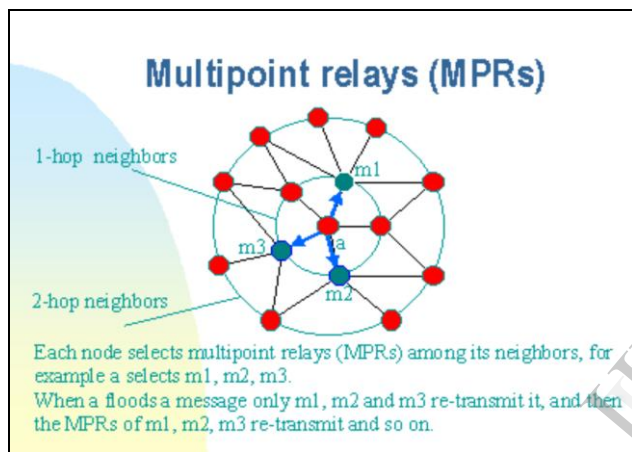 Multipoint relays (MPRs)
1-hop neighbors
m1
a
m3
m2
2-hop neighbors
Each node selects multipoint relays (MPRs) among its neighbors, for
example a selects m1, m2, m3.
When a floods a message only m1, m2 and m3 re-transmit it, and then
the MPRs of m1, m2, m3 re-transmit and so on.